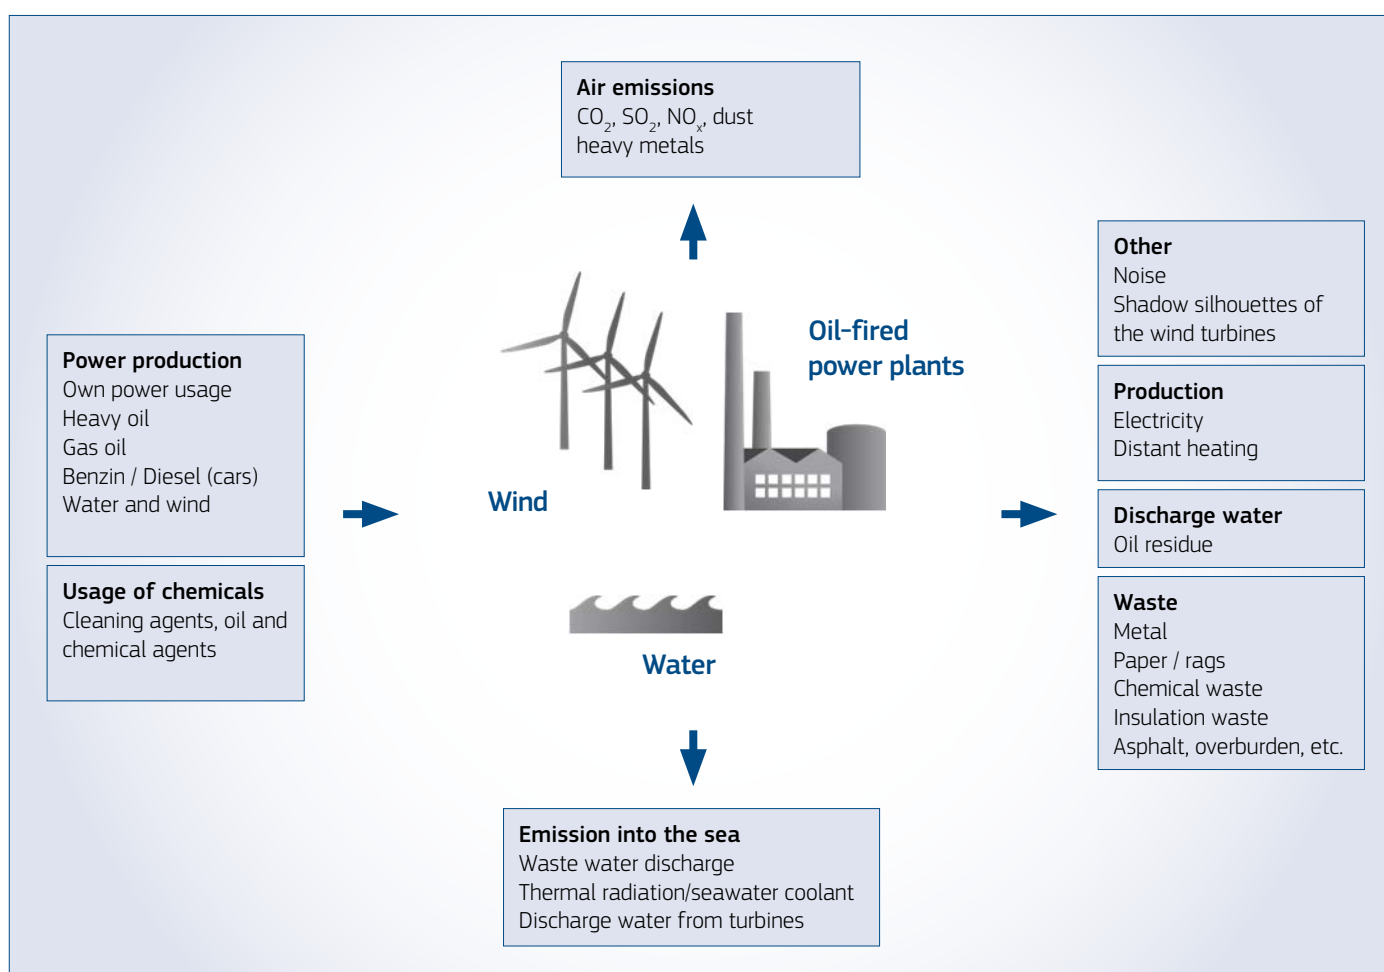 Air emissions
CO₂, SO₂, NOₓ, dust
heavy metals
Power production
Own power usage
Heavy oil
Gas oil
Benzin / Diesel (cars)
Water and wind
Usage of chemicals
Cleaning agents, oil and
chemical agents
Wind
Oil-fired
power plants
Water
Other
Noise
Shadow silhouettes of
the wind turbines
Production
Electricity
Distant heating
Discharge water
Oil residue
Waste
Metal
Paper / rags
Chemical waste
Insulation waste
Asphalt, overburden, etc.
Emission into the sea
Waste water discharge
Thermal radiation/seawater coolant
Discharge water from turbines